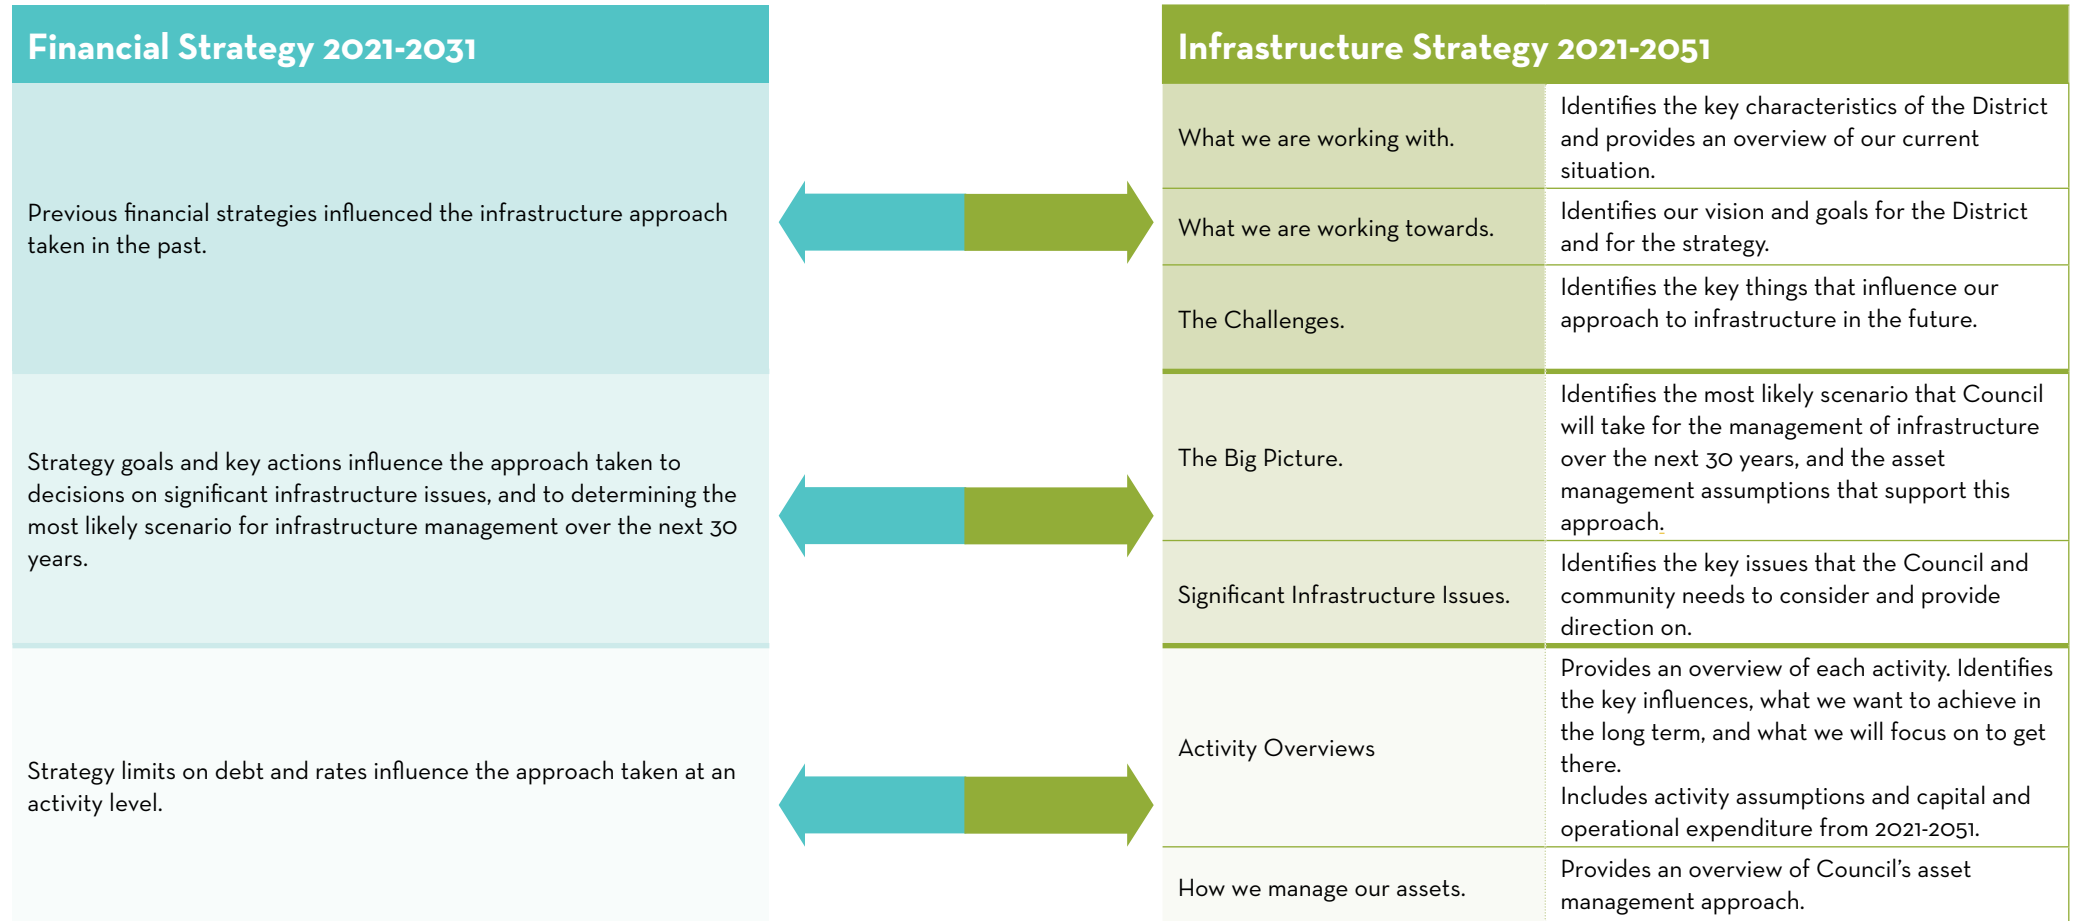 Financial Strategy 2021-2031
Previous financial strategies influenced the infrastructure approach
taken in the past.
Strategy goals and key actions influence the approach taken to
decisions on significant infrastructure issues, and to determining the
most likely scenario for infrastructure management over the next 30
years.
Strategy limits on debt and rates influence the approach taken at an
activity level.
Infrastructure Strategy 2021-2051
What we are working with.
Identifies the key characteristics of the District
and provides an overview of our current
situation.
What we are working towards.
Identifies our vision and goals for the District
and for the strategy.
The Challenges.
Identifies the key things that influence our
approach to infrastructure in the future.
The Big Picture.
Identifies the most likely scenario that Council
will take for the management of infrastructure
over the next 30 years, and the asset
management assumptions that support this
approach.
Significant Infrastructure Issues.
Identifies the key issues that the Council and
community needs to consider and provide
direction on.
Activity Overviews
Provides an overview of each activity. Identifies
the key influences, what we want to achieve in
the long term, and what we will focus on to get
there.
Includes activity assumptions and capital and
operational expenditure from 2021-2051.
How we manage our assets.
Provides an overview of Council's asset
management approach.